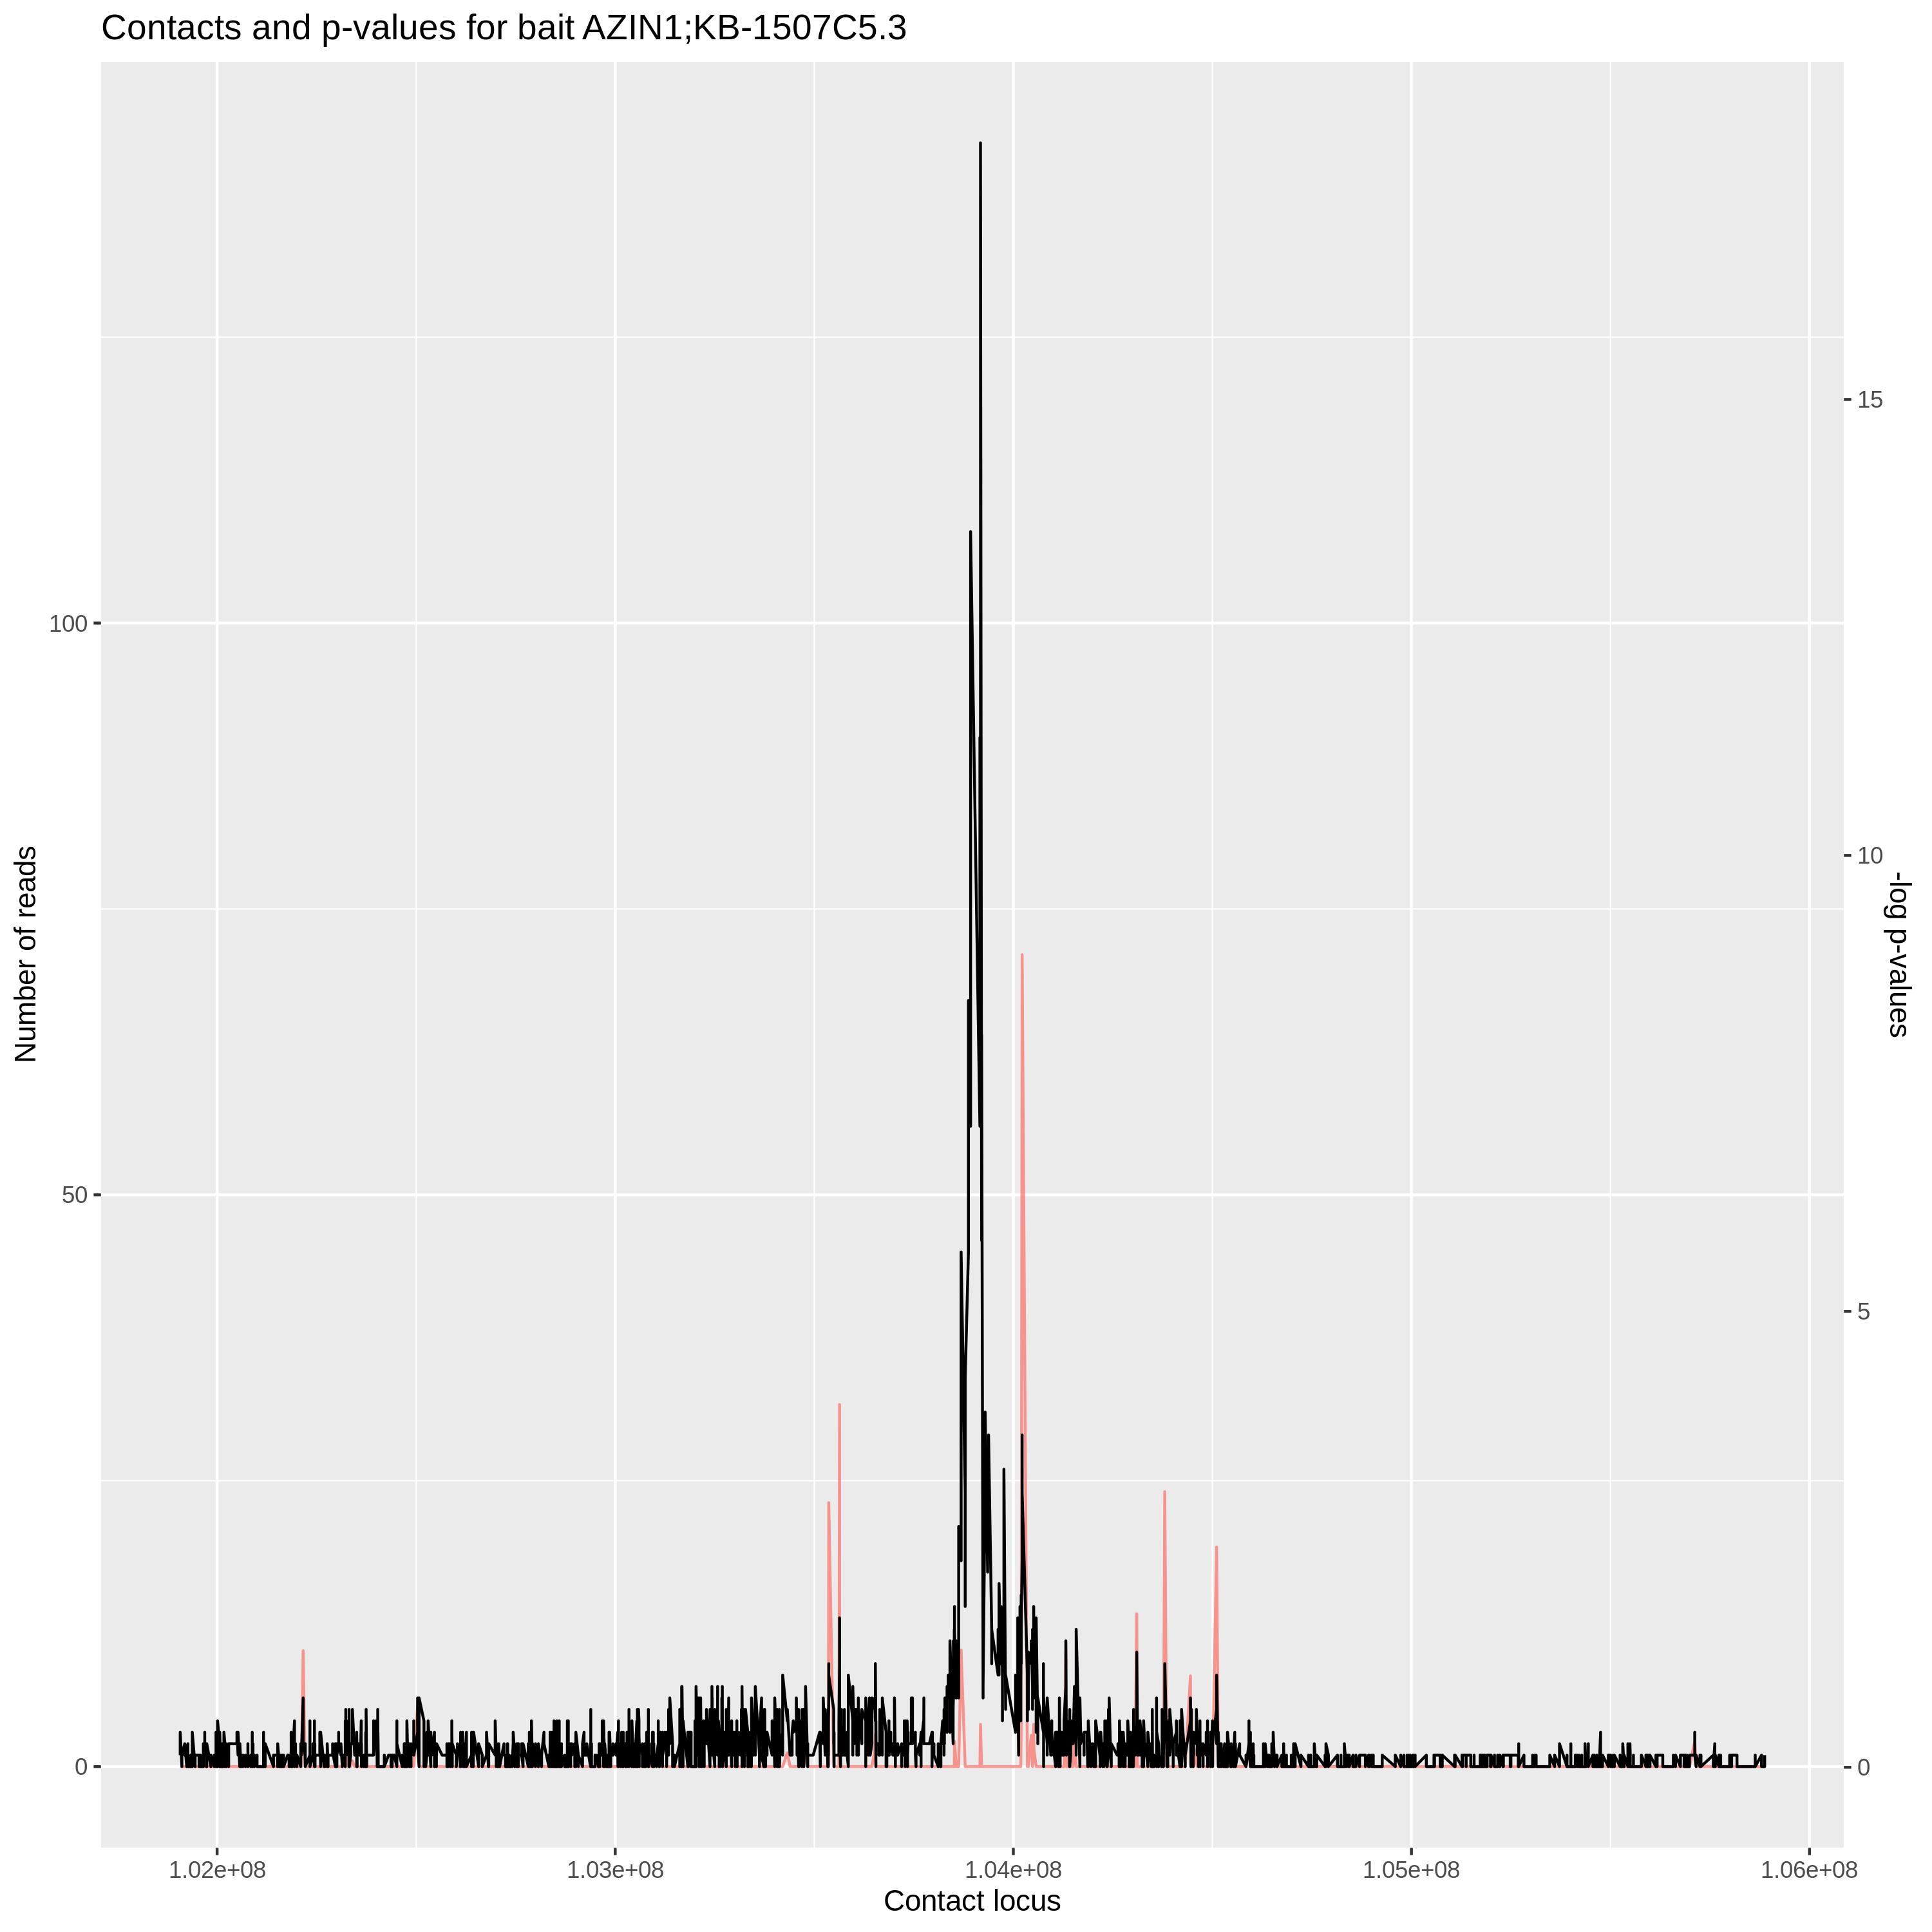 Contacts and p-values for bait AZIN1;KB-1507C5.3
Number of reads
100
50
0
15
10
5
0
-log p-values
1.02e+08 1.03e+08 1.04e+08 1.05e+08 1.06e+08
Contact locus